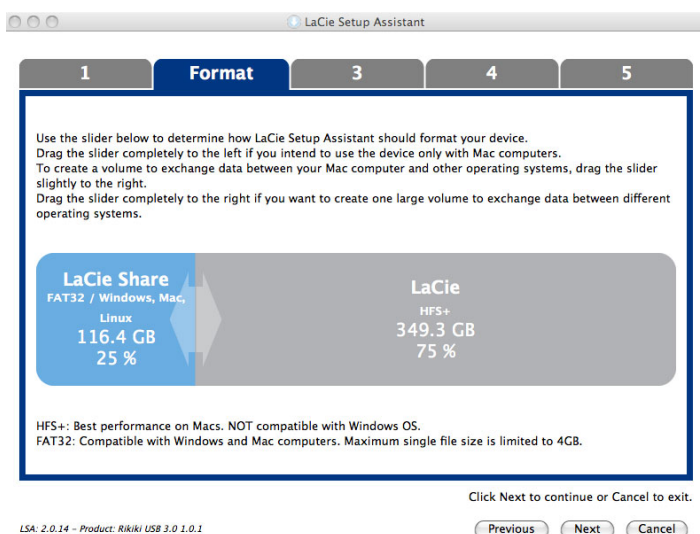 LaCie Setup Assistant
1 Format 3 4 5
Use the slider below to determine how LaCie Setup Assistant should format your device.
Drag the slider completely to the left if you intend to use the device only with Mac computers.
To create a volume to exchange data between your Mac computer and other operating systems, drag the slider
slightly to the right.
Drag the slider completely to the right if you want to create one large volume to exchange data between different
operating systems.
LaCie Share
FAT32 / Windows, Mac,
Linux
116.4 GB
25 %
LaCie
HFS+
349.3 GB
75 %
HFS+: Best performance on Macs. NOT compatible with Windows OS.
FAT32: Compatible with Windows and Mac computers. Maximum single file size is limited to 4GB.
Click Next to continue or Cancel to exit.
LSA: 2.0.14 – Product: Rikiki USB 3.0 1.0.1
Previous Next Cancel